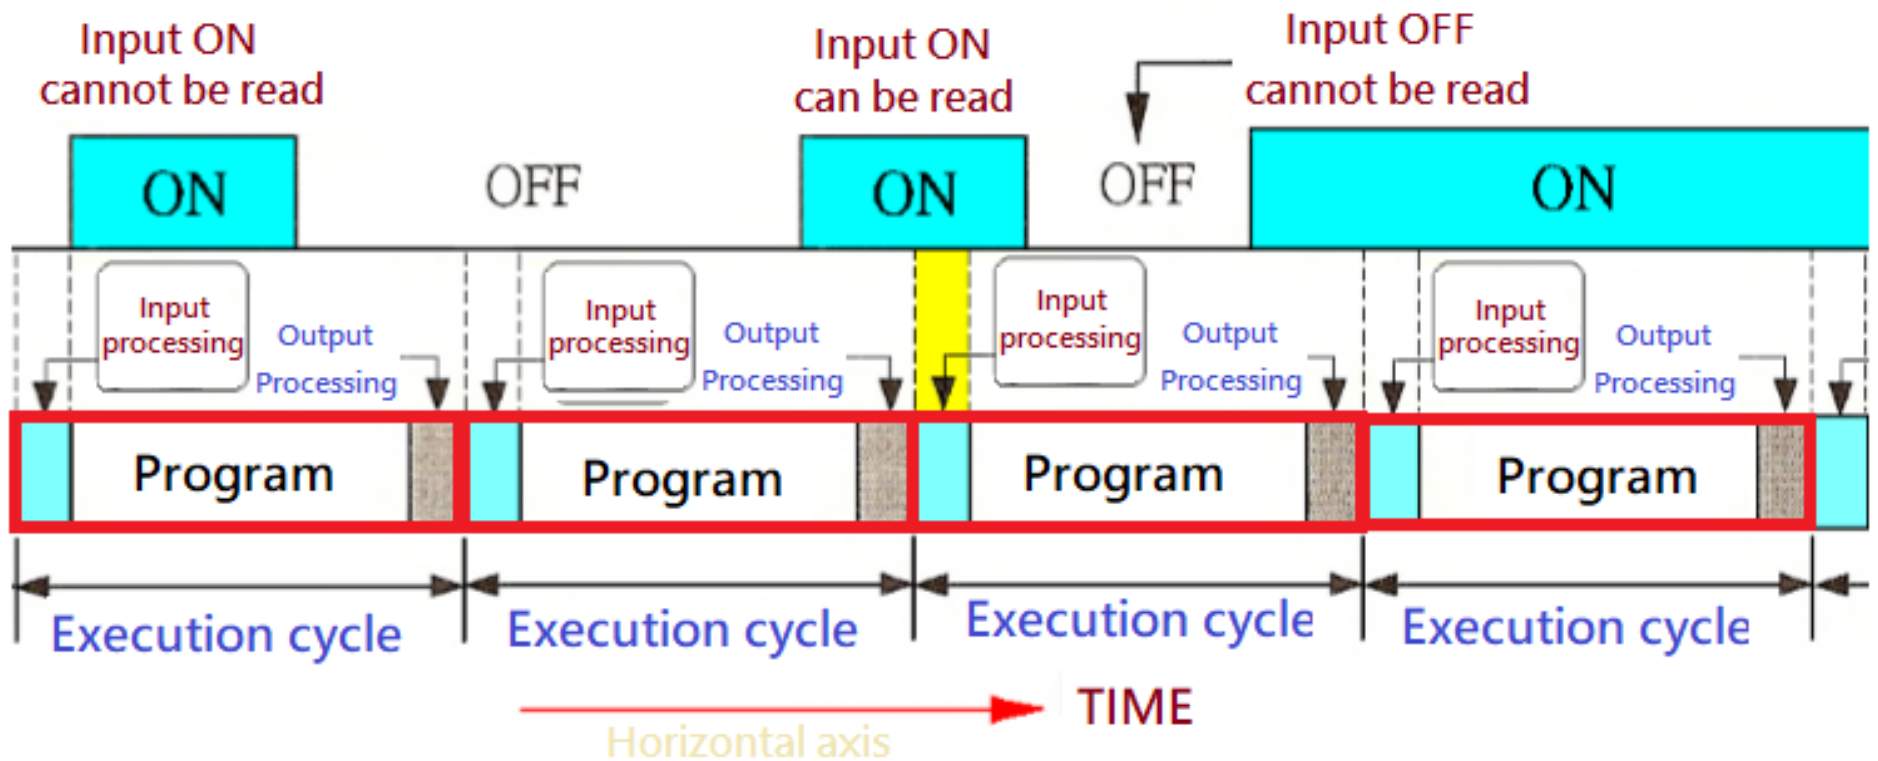 Input ON
cannot be read
Input ON
can be read
Input OFF
cannot be read
ON
OFF
ON
OFF
ON
Input
processing
Output
Processing
Input
processing
Output
Processing
Input
processing
Output
Processing
Input
processing
Output
Processing
Program
Program
Program
Program
Execution cycle
Execution cycle
Execution cycle
Execution cycle
TIME
Horizontal axis